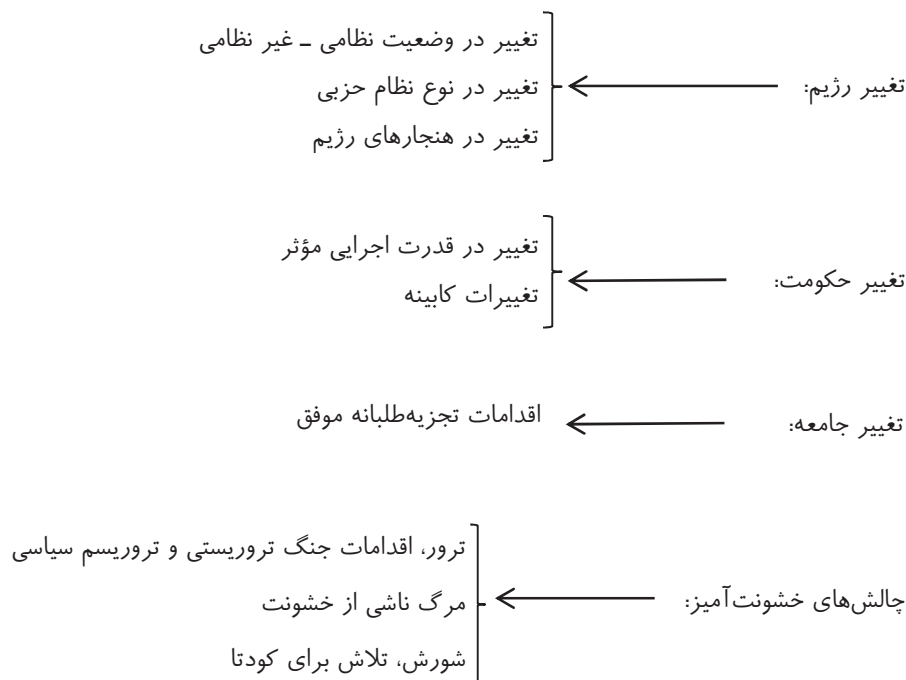 تغییر در وضعیت نظامی ـ غیر نظامی
تغییر رژیم:
تغییر در نوع نظام حزبی
تغییر در هنجارهای رژیم
تغییر حکومت:
تغییر در قدرت اجرایی مؤثر
تغییرات کابینه
تغییر جامعه:
اقدامات تجزیه‌طلبانه موفق
ترور، اقدامات جنگ تروریستی و تروریسم سیاسی
چالش‌های خشونت‌آمیز:
مرگ ناشی از خشونت
شورش، تلاش برای کودتا